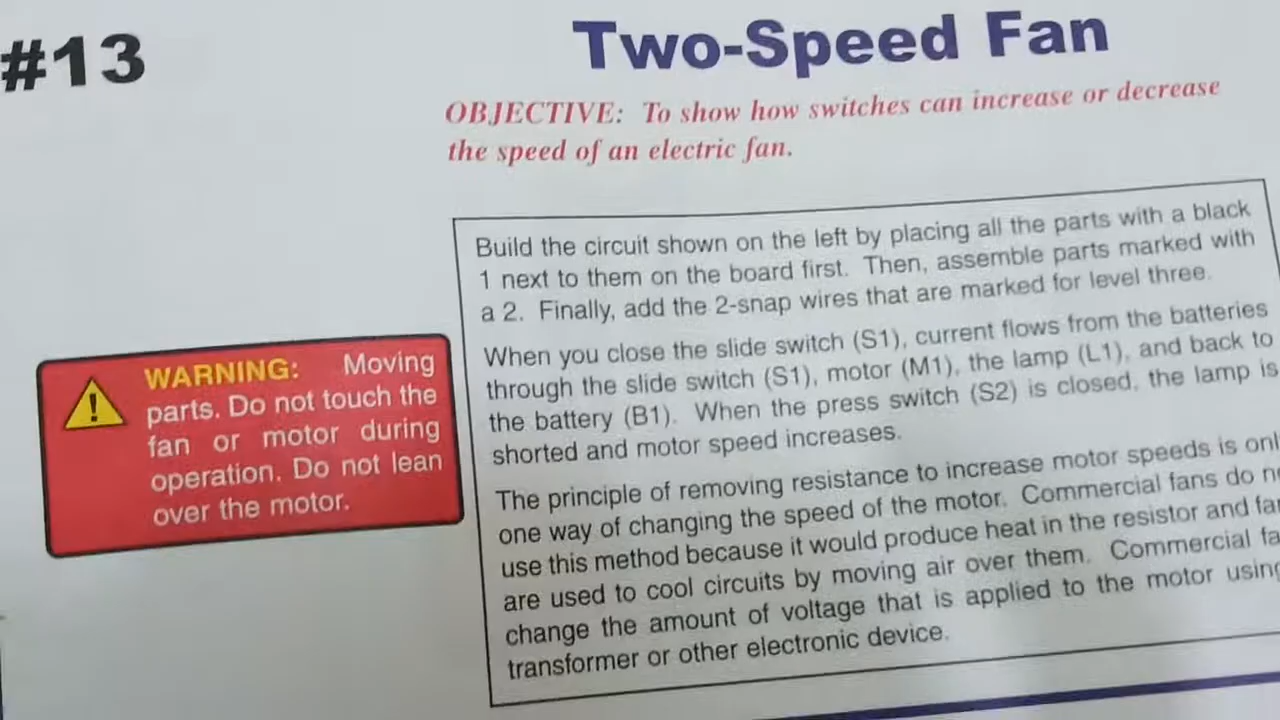 #13
Two-Speed Fan
OBJECTIVE: To show how switches can increase or decrease
the speed of an electric fan.
WARNING: Moving
parts. Do not touch the
fan or motor during
operation. Do not lean
over the motor.
Build the circuit shown on the left by placing all the parts with a black
1 next to them on the board first. Then, assemble parts marked with
a 2. Finally, add the 2-snap wires that are marked for level three.
When you close the slide switch (S1), current flows from the batteries
through the slide switch (S1), motor (M1), the lamp (L1), and back to
the battery (B1). When the press switch (S2) is closed, the lamp is
shorted and motor speed increases.
The principle of removing resistance to increase motor speeds is
one way of changing the speed of the motor. Commercial fans do
use this method because it would produce heat in the resistor and
are used to cool circuits by moving air over them. Commercial
change the amount of voltage that is applied to the motor using
transformer or other electronic device.